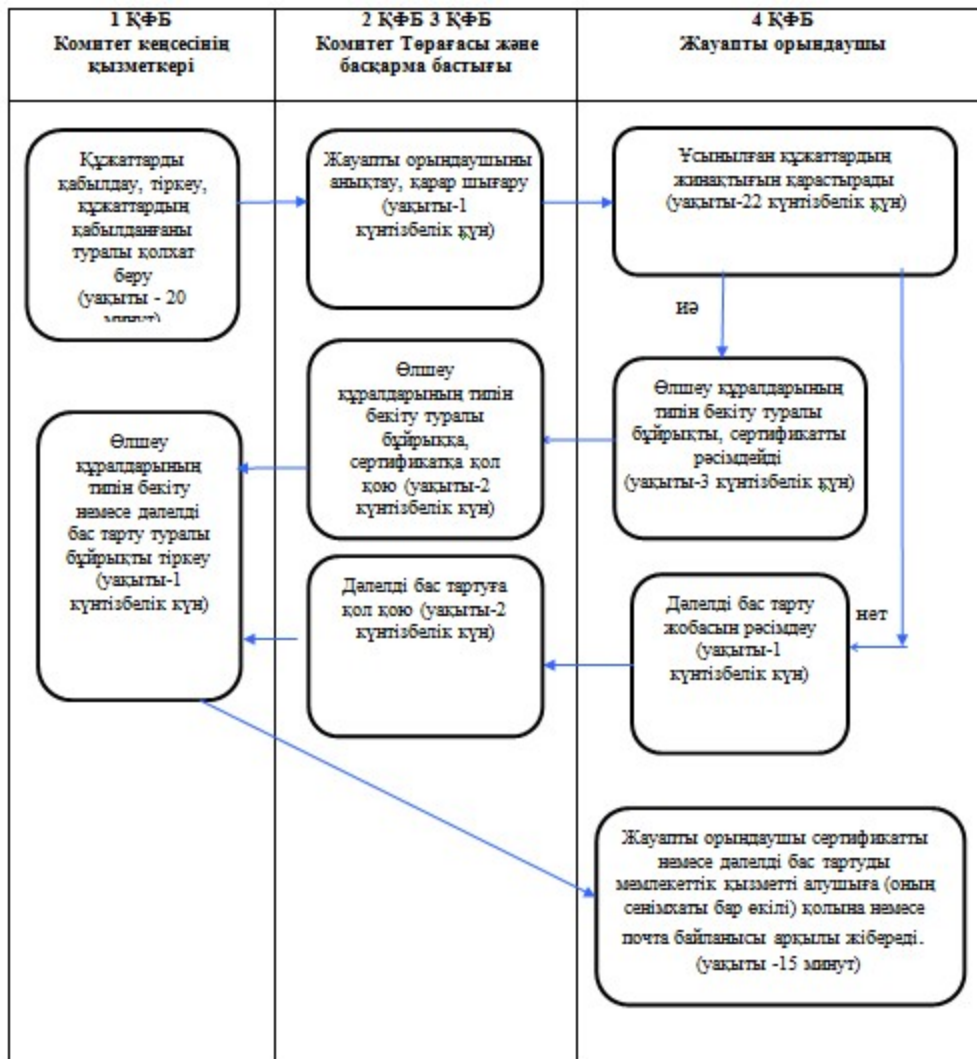 1 ҚФБ
Комитет кеңсесінің
қызметкері
2 ҚФБ 3 ҚФБ
Комитет Төрағасы және
басқарма бастығы
4 ҚФБ
Жауапты орындаушы
Құжаттарды
қабылдау, тіркеу,
құжаттардың
қабылданғаны
туралы қолхат
беру
(уақыты - 20
минут)
Жауапты орындаушыны
анықтау, қарар шығару
(уақыты-1
күнтізбелік күн)
Ұсынылған құжаттардың
жинақтығын қарастырады
(уақыты-22 күнтізбелік күн)
иә
Өлшеу
құралдарының типін
бекіту туралы
бұйрыққа,
сертификатқа қол
қою (уақыты-2
күнтізбелік күн)
Өлшеу құралдарының
типін бекіту туралы
бұйрықты, сертификатты
рәсімдейді
(уақыты-3 күнтізбелік күн)
Өлшеу
құралдарының
типін бекіту
немесе дәлелді
бас тарту туралы
бұйрықты тіркеу
(уақыты-1
күнтізбелік күн)
Дәлелді бас тартуға
қол қою (уақыты-2
күнтізбелік күн)
Дәлелді бас тарту
жобасын рәсімдеу
(уақыты-1
күнтізбелік күн)
нет
Жауапты орындаушы сертификатты
немесе дәлелді бас тартуды
мемлекеттік қызметті алушыға (оның
сенімхаты бар өкілі) қолына немесе
почта байланысы арқылы жібереді.
(уақыты -15 минут)